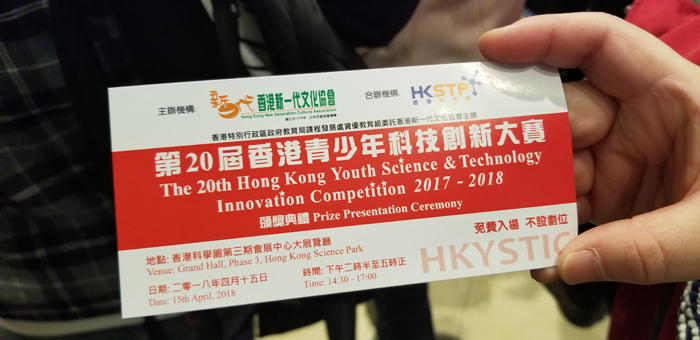 主辦機構:
香港新一代文化協會
Hong Kong New Generation Cultural Association
合辦機構:
HKSTP
香港特別行政區政府教育局課程發展處資優教育組委托香港新一代文化協會主辦
第20屆香港青少年科技創新大賽
The 20th Hong Kong Youth Science & Technology
Innovation Competition 2017 - 2018
頒獎典禮 Prize Presentation Ceremony
免費入場 不設劃位
地點: 香港科學園第三期會展中心大展覽廳
Venue: Grand Hall, Phase 3, Hong Kong Science Park
日期: 二零一八年四月十五日
Date: 15th April, 2018
時間: 下午二時半至五時正
Time: 14:30 - 17:00
HKYSTIC